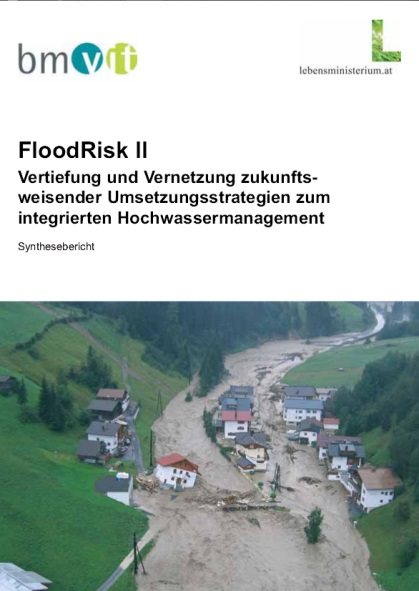 bmvit
lebensministerium.at
FloodRisk II
Vertiefung und Vernetzung zukunfts-
weisender Umsetzungsstrategien zum
integrierten Hochwassermanagement
Synthesebericht